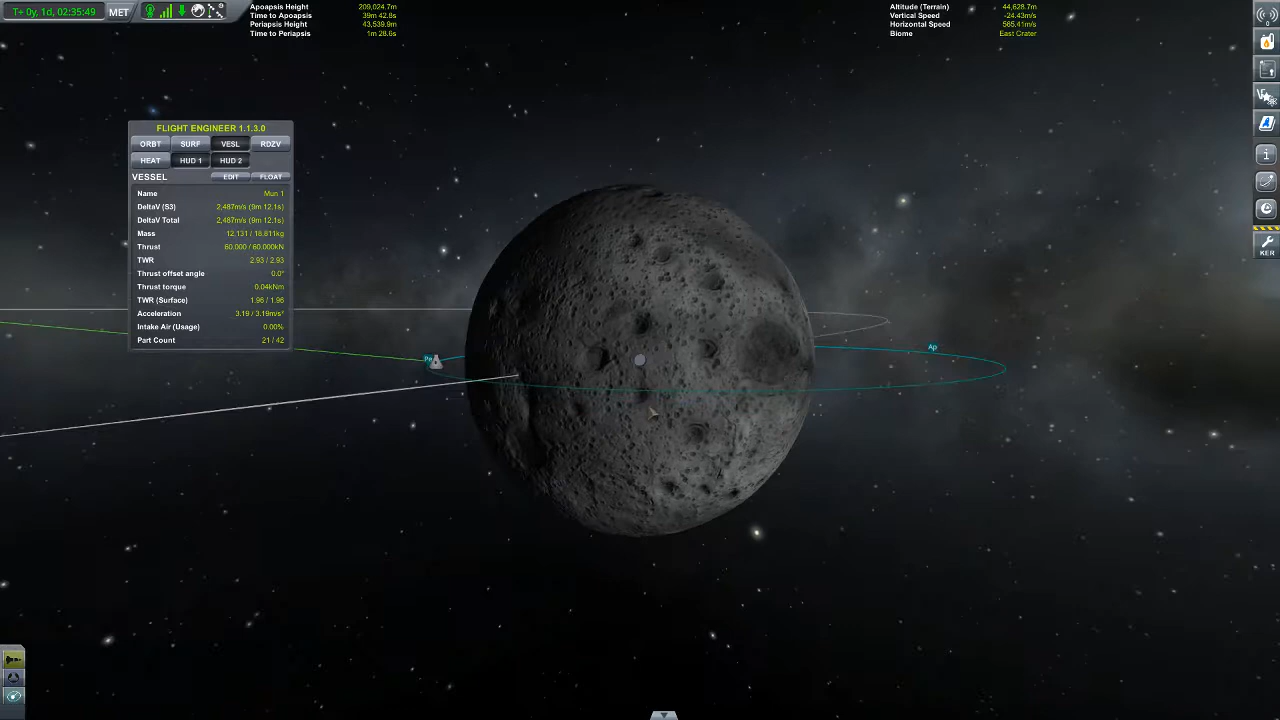 T+ 0y, 1d, 02:35:49 MET
Apoapsis Height 209,024.7m
Time to Apoapsis 39m 42.8s
Periapsis Height 43,539.9m
Time to Periapsis 1m 28.6s
Altitude (Terrain) 44,628.7m
Vertical Speed -24.43m/s
Horizontal Speed 565.41m/s
Biome East Crater
FLIGHT ENGINEER 1.1.3.0
ORBT SURF VESL RDZV
HEAT HUD 1 HUD 2
VESSEL EDIT FLOAT
Name Mun 1
DeltaV (S3) 2,487m/s (9m 12.1s)
DeltaV Total 2,487m/s (9m 12.1s)
Mass 12,131 / 18,811kg
Thrust 60.000 / 60.000kN
TWR 2.93 / 2.93
Thrust offset angle 0.0°
Thrust torque 0.04kNm
TWR (Surface) 1.96 / 1.96
Acceleration 3.19 / 3.19m/s²
Intake Air (Usage) 0.00%
Part Count 21 / 42
Pe
Ap
KER